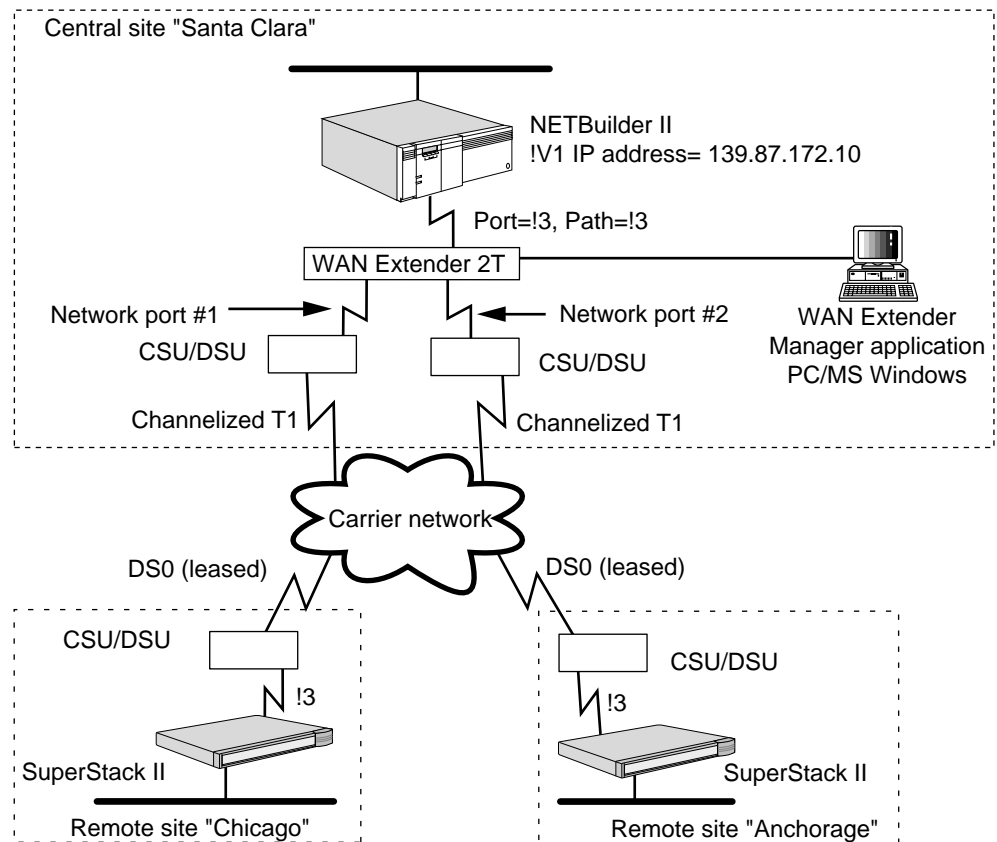 Central site "Santa Clara"
NETBuilder II
!V1 IP address= 139.87.172.10
Port=!3, Path=!3
WAN Extender 2T
Network port #1
Network port #2
WAN Extender
Manager application
PC/MS Windows
CSU/DSU
CSU/DSU
Channelized T1
Channelized T1
Carrier network
DS0 (leased)
DS0 (leased)
CSU/DSU
CSU/DSU
!3
!3
SuperStack II
SuperStack II
Remote site "Chicago"
Remote site "Anchorage"